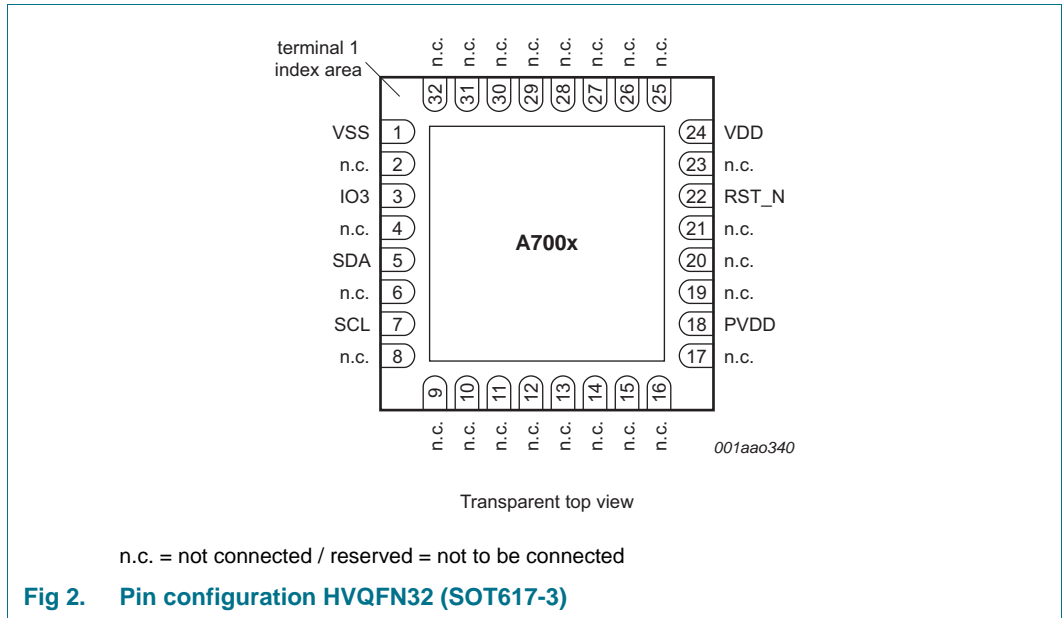 terminal 1
index area
n.c. n.c. n.c. n.c. n.c. n.c. n.c. n.c.
32 31 30 29 28 27 26 25
VSS 1 24 VDD
n.c. 2 23 n.c.
IO3 3 22 RST_N
n.c. 4 21 n.c.
A700x
SDA 5 20 n.c.
n.c. 6 19 n.c.
SCL 7 18 PVDD
n.c. 8 17 n.c.
9 10 11 12 13 14 15 16
n.c. n.c. n.c. n.c. n.c. n.c. n.c. n.c.
001aao340
Transparent top view
n.c. = not connected / reserved = not to be connected
Fig 2. Pin configuration HVQFN32 (SOT617-3)